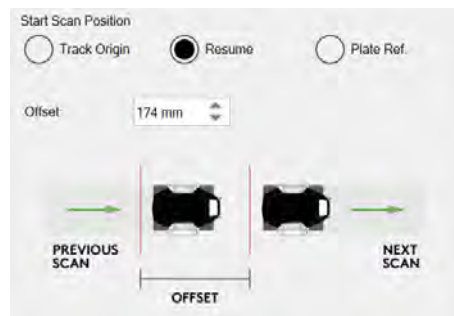 Start Scan Position
Track Origin Resume Plate Ref.
Offset 174 mm
PREVIOUS SCAN NEXT SCAN
OFFSET